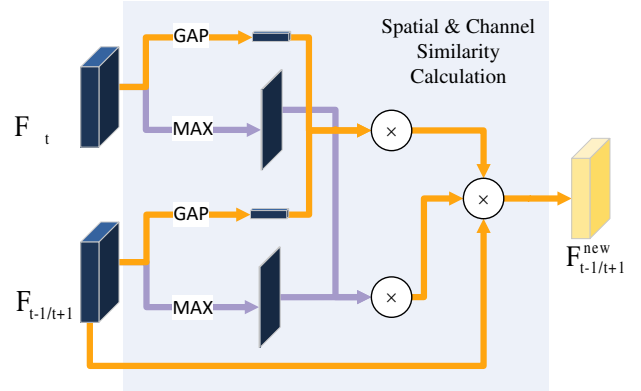 GAP
Spatial & Channel
Similarity
Calculation
F t
MAX
×
×
GAP
F new t-1/t+1
F t-1/t+1
MAX
×